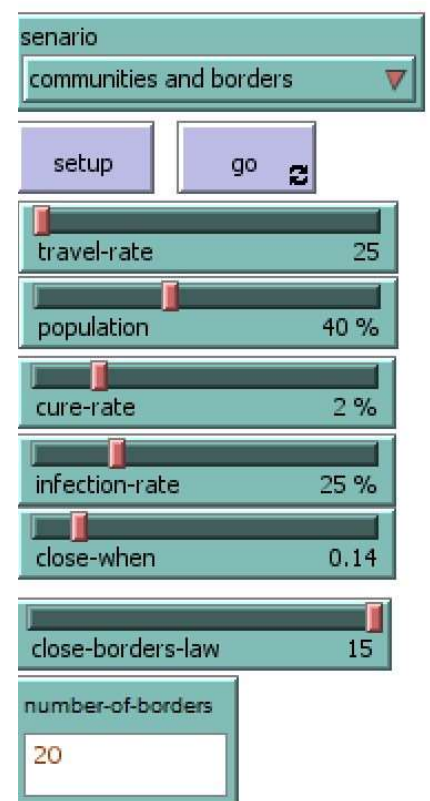 senario
communities and borders
setup
go
travel-rate 25
population 40 %
cure-rate 2 %
infection-rate 25 %
close-when 0.14
close-borders-law 15
number-of-borders
20